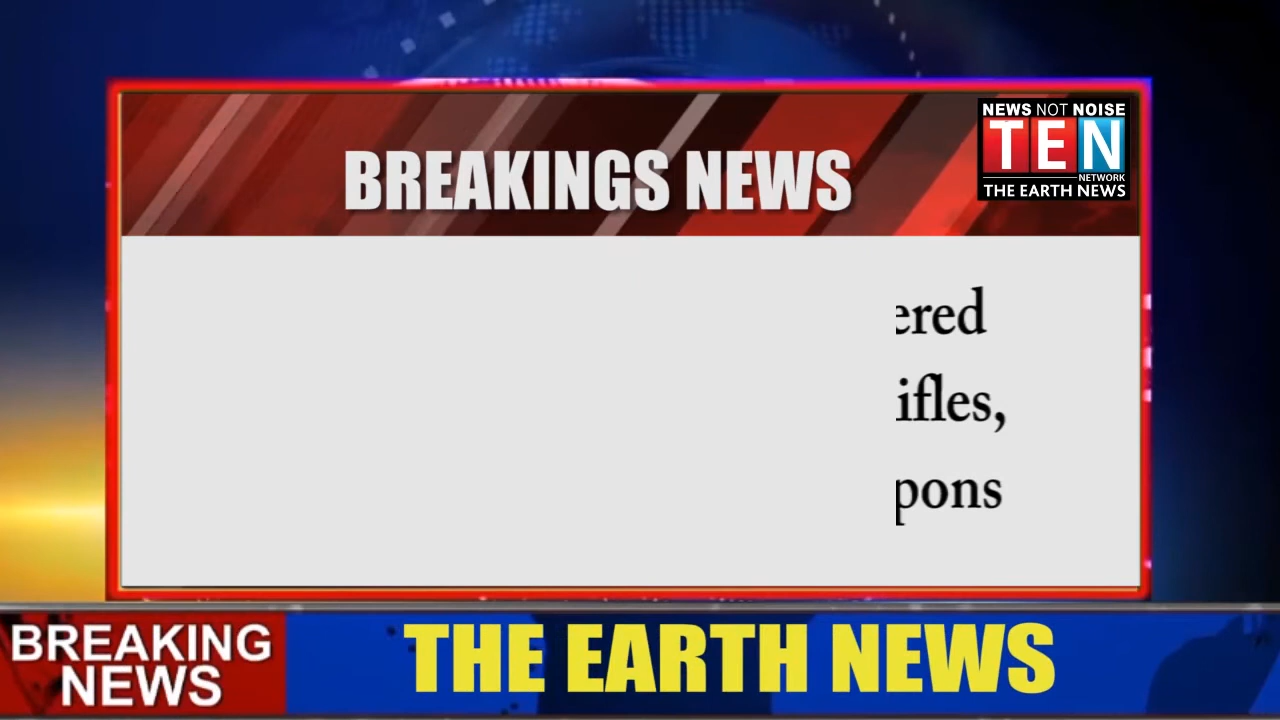 NEWS NOT NOISE
TEN
NETWORK
THE EARTH NEWS
BREAKINGS NEWS
ered
ifles,
pons
BREAKING
NEWS
THE EARTH NEWS